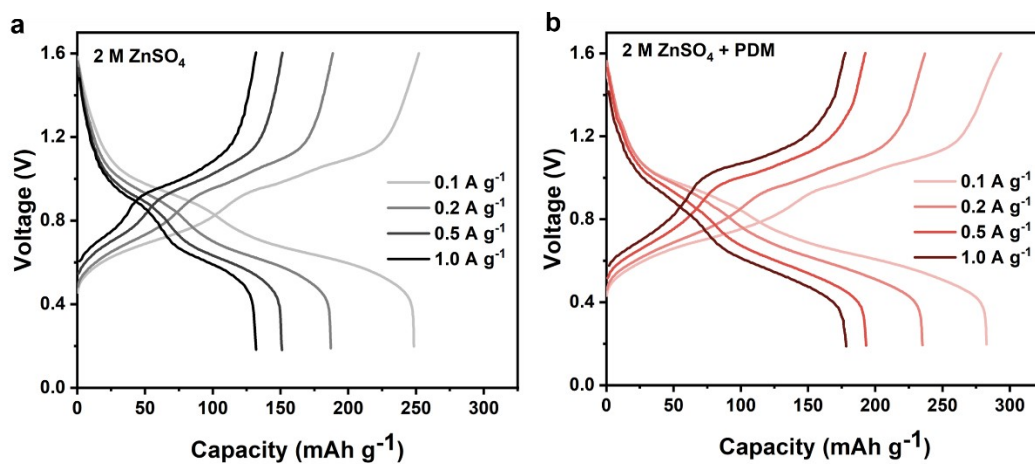 a
2 M ZnSO₄
Voltage (V)
1.6
1.2
0.8
0.4
0.0
0.1 A g⁻¹
0.2 A g⁻¹
0.5 A g⁻¹
1.0 A g⁻¹
0 50 100 150 200 250 300
Capacity (mAh g⁻¹)
b
2 M ZnSO₄ + PDM
Voltage (V)
1.6
1.2
0.8
0.4
0.0
0.1 A g⁻¹
0.2 A g⁻¹
0.5 A g⁻¹
1.0 A g⁻¹
0 50 100 150 200 250 300
Capacity (mAh g⁻¹)